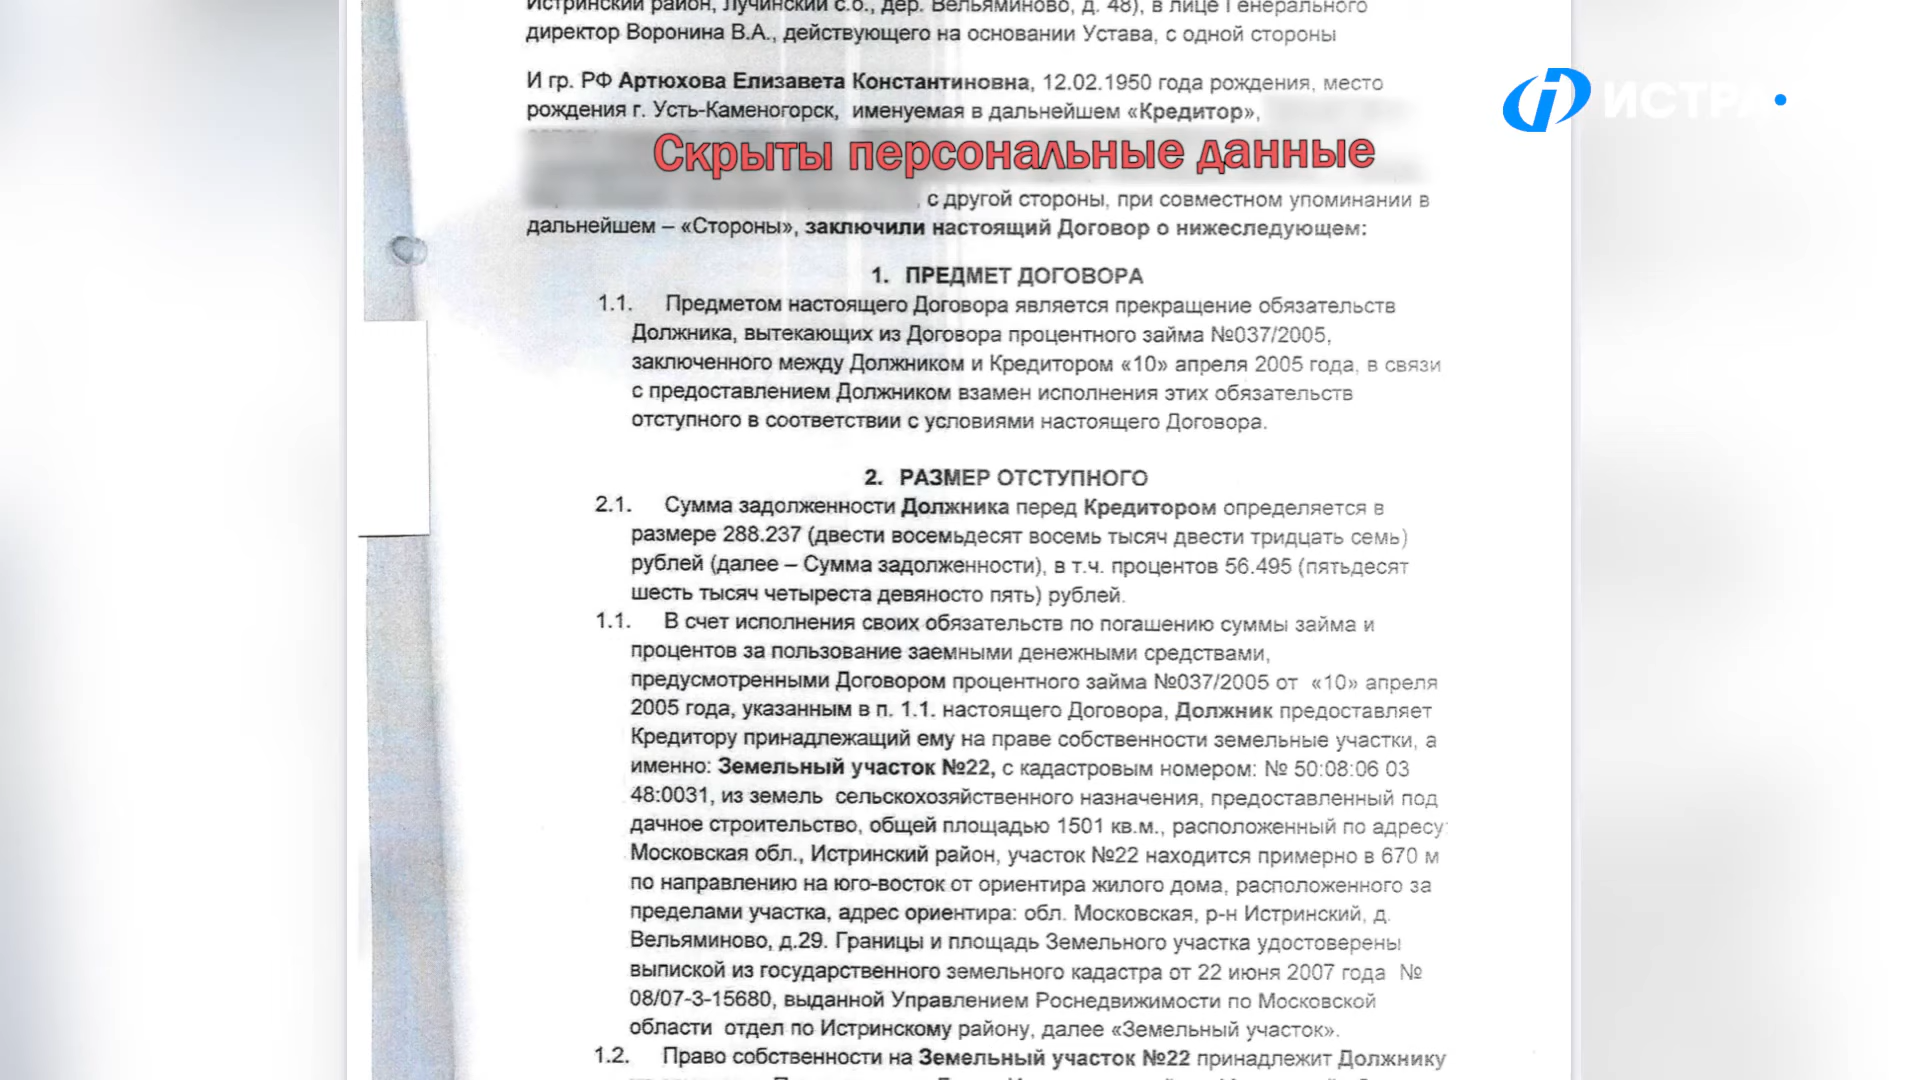 Истринский район, Лучинский с.о., дер. Вельяминово, д. 48), в лице Генерального
директор Воронина В.А., действующего на основании Устава, с одной стороны
ИСТРА
И гр. РФ Артюхова Елизавета Константиновна, 12.02.1950 года рождения, место
рождения г. Усть-Каменогорск, именуемая в дальнейшем «Кредитор»,
Скрыты персональные данные
, с другой стороны, при совместном упоминании в
дальнейшем – «Стороны», заключили настоящий Договор о нижеследующем:
1. ПРЕДМЕТ ДОГОВОРА
1.1. Предметом настоящего Договора является прекращение обязательств
Должника, вытекающих из Договора процентного займа №037/2005,
заключенного между Должником и Кредитором «10» апреля 2005 года, в связи
с предоставлением Должником взамен исполнения этих обязательств
отступного в соответствии с условиями настоящего Договора.
2. РАЗМЕР ОТСТУПНОГО
2.1. Сумма задолженности Должника перед Кредитором определяется в
размере 288.237 (двести восемьдесят восемь тысяч двести тридцать семь)
рублей (далее – Сумма задолженности), в т.ч. процентов 56.495 (пятьдесят
шесть тысяч четыреста девяносто пять) рублей.
1.1. В счет исполнения своих обязательств по погашению суммы займа и
процентов за пользование заемными денежными средствами,
предусмотренными Договором процентного займа №037/2005 от «10» апреля
2005 года, указанным в п. 1.1. настоящего Договора, Должник предоставляет
Кредитору принадлежащий ему на праве собственности земельные участки, а
именно: Земельный участок №22, с кадастровым номером: № 50:08:06 03
48:0031, из земель сельскохозяйственного назначения, предоставленный под
дачное строительство, общей площадью 1501 кв.м., расположенный по адресу:
Московская обл., Истринский район, участок №22 находится примерно в 670 м
по направлению на юго-восток от ориентира жилого дома, расположенного за
пределами участка, адрес ориентира: обл. Московская, р-н Истринский, д.
Вельяминово, д.29. Границы и площадь Земельного участка удостоверены
выпиской из государственного земельного кадастра от 22 июня 2007 года №
08/07-3-15680, выданной Управлением Роснедвижимости по Московской
области отдел по Истринскому району, далее «Земельный участок».
1.2. Право собственности на Земельный участок №22 принадлежит Должнику